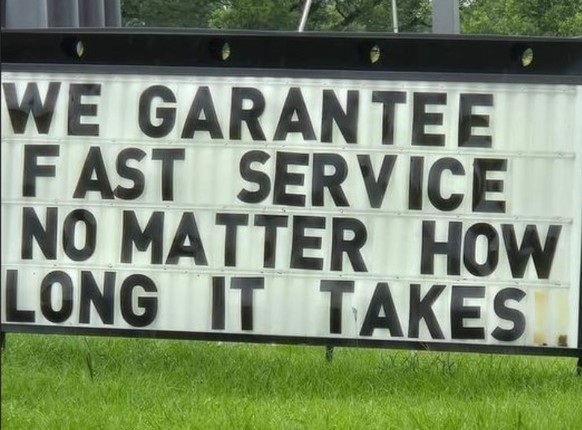 WE GARANTEE
FAST SERVICE
NO MATTER HOW
LONG IT TAKES